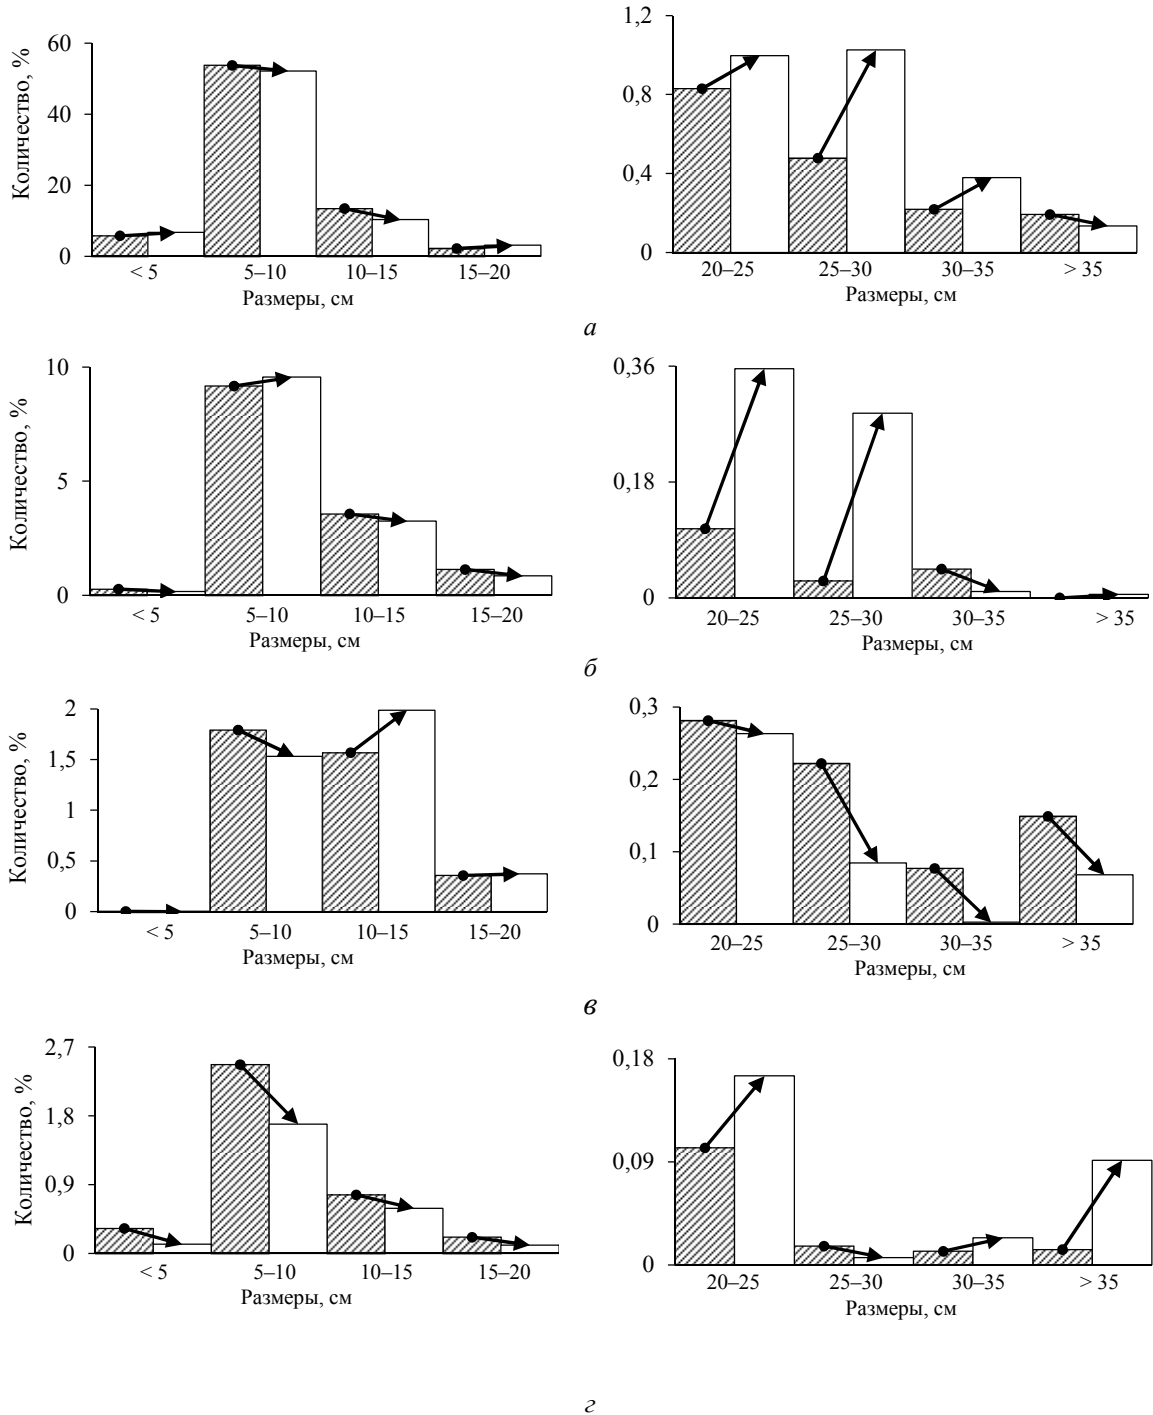 Количество, %
60
40
20
0
< 5 5–10 10–15 15–20
Размеры, см
1,2
0,8
0,4
0
20–25 25–30 30–35 > 35
Размеры, см
а
Количество, %
10
5
0
< 5 5–10 10–15 15–20
Размеры, см
0,36
0,18
0
20–25 25–30 30–35 > 35
Размеры, см
б
Количество, %
2
1,5
1
0,5
0
< 5 5–10 10–15 15–20
Размеры, см
0,3
0,2
0,1
0
20–25 25–30 30–35 > 35
Размеры, см
в
Количество, %
2,7
1,8
0,9
0
< 5 5–10 10–15 15–20
Размеры, см
0,18
0,09
0
20–25 25–30 30–35 > 35
Размеры, см
г